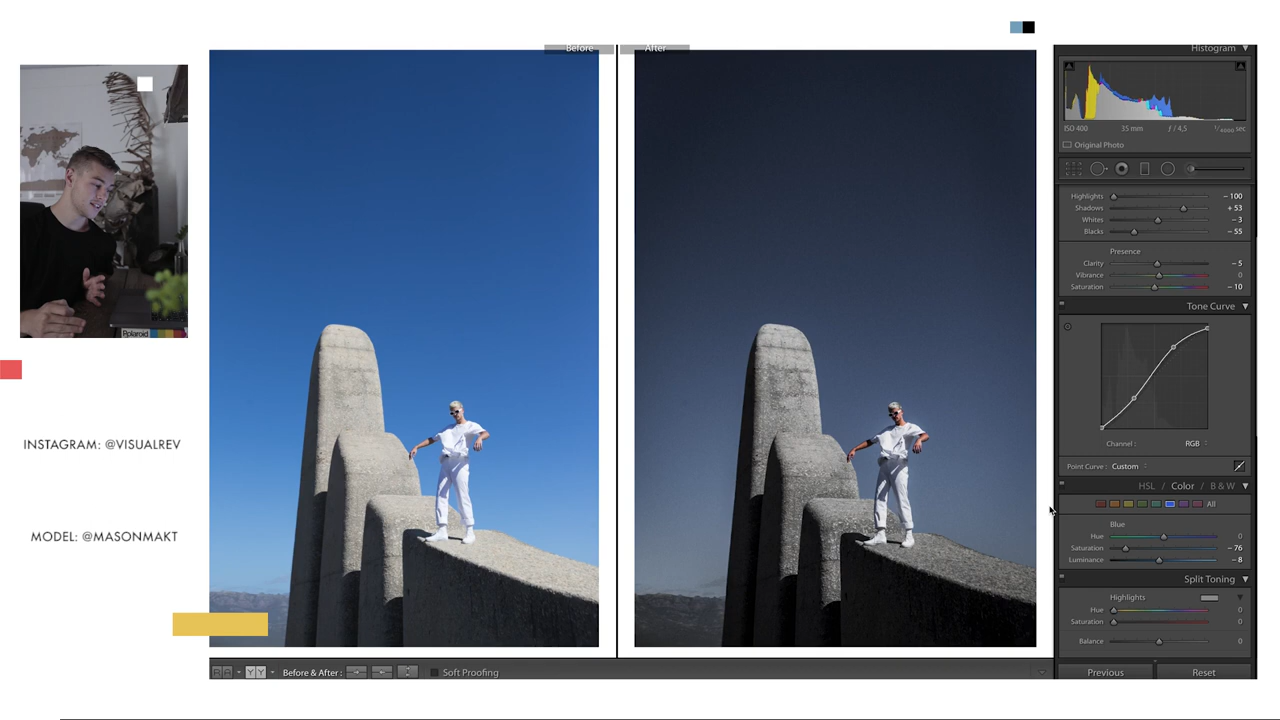 Before
After
Histogram
ISO 400 35 mm ƒ / 4,5 1/4000 sec
Original Photo
Highlights − 100
Shadows + 53
Whites − 3
Blacks − 55
Presence
Clarity − 5
Vibrance 0
Saturation − 10
Tone Curve
Channel : RGB
Point Curve : Custom
HSL / Color / B & W
All
Blue
Hue 0
Saturation − 76
Luminance − 8
Split Toning
Highlights
Hue 0
Saturation 0
Balance 0
Previous Reset
Polaroid
INSTAGRAM: @VISUALREV
MODEL: @MASONMAKT
R A Y Y Before & After : Soft Proofing